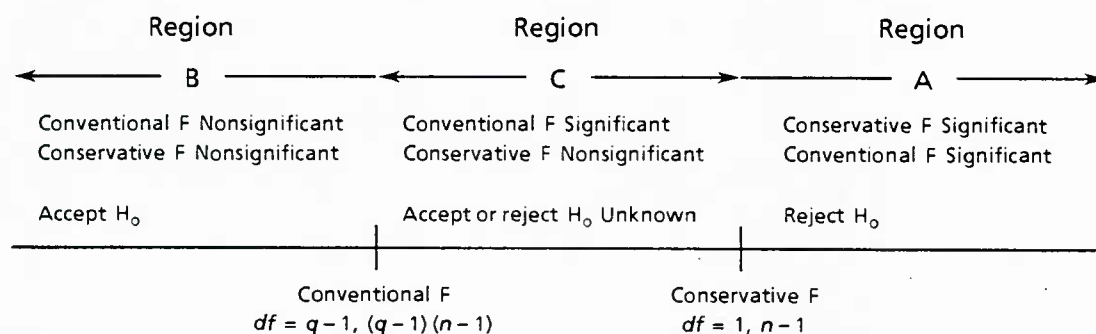 Region Region Region
B C A
Conventional F Nonsignificant Conventional F Significant Conservative F Significant
Conservative F Nonsignificant Conservative F Nonsignificant Conventional F Significant
Accept H₀ Accept or reject H₀ Unknown Reject H₀
Conventional F Conservative F
df = q – 1, (q – 1) (n – 1) df = 1, n – 1